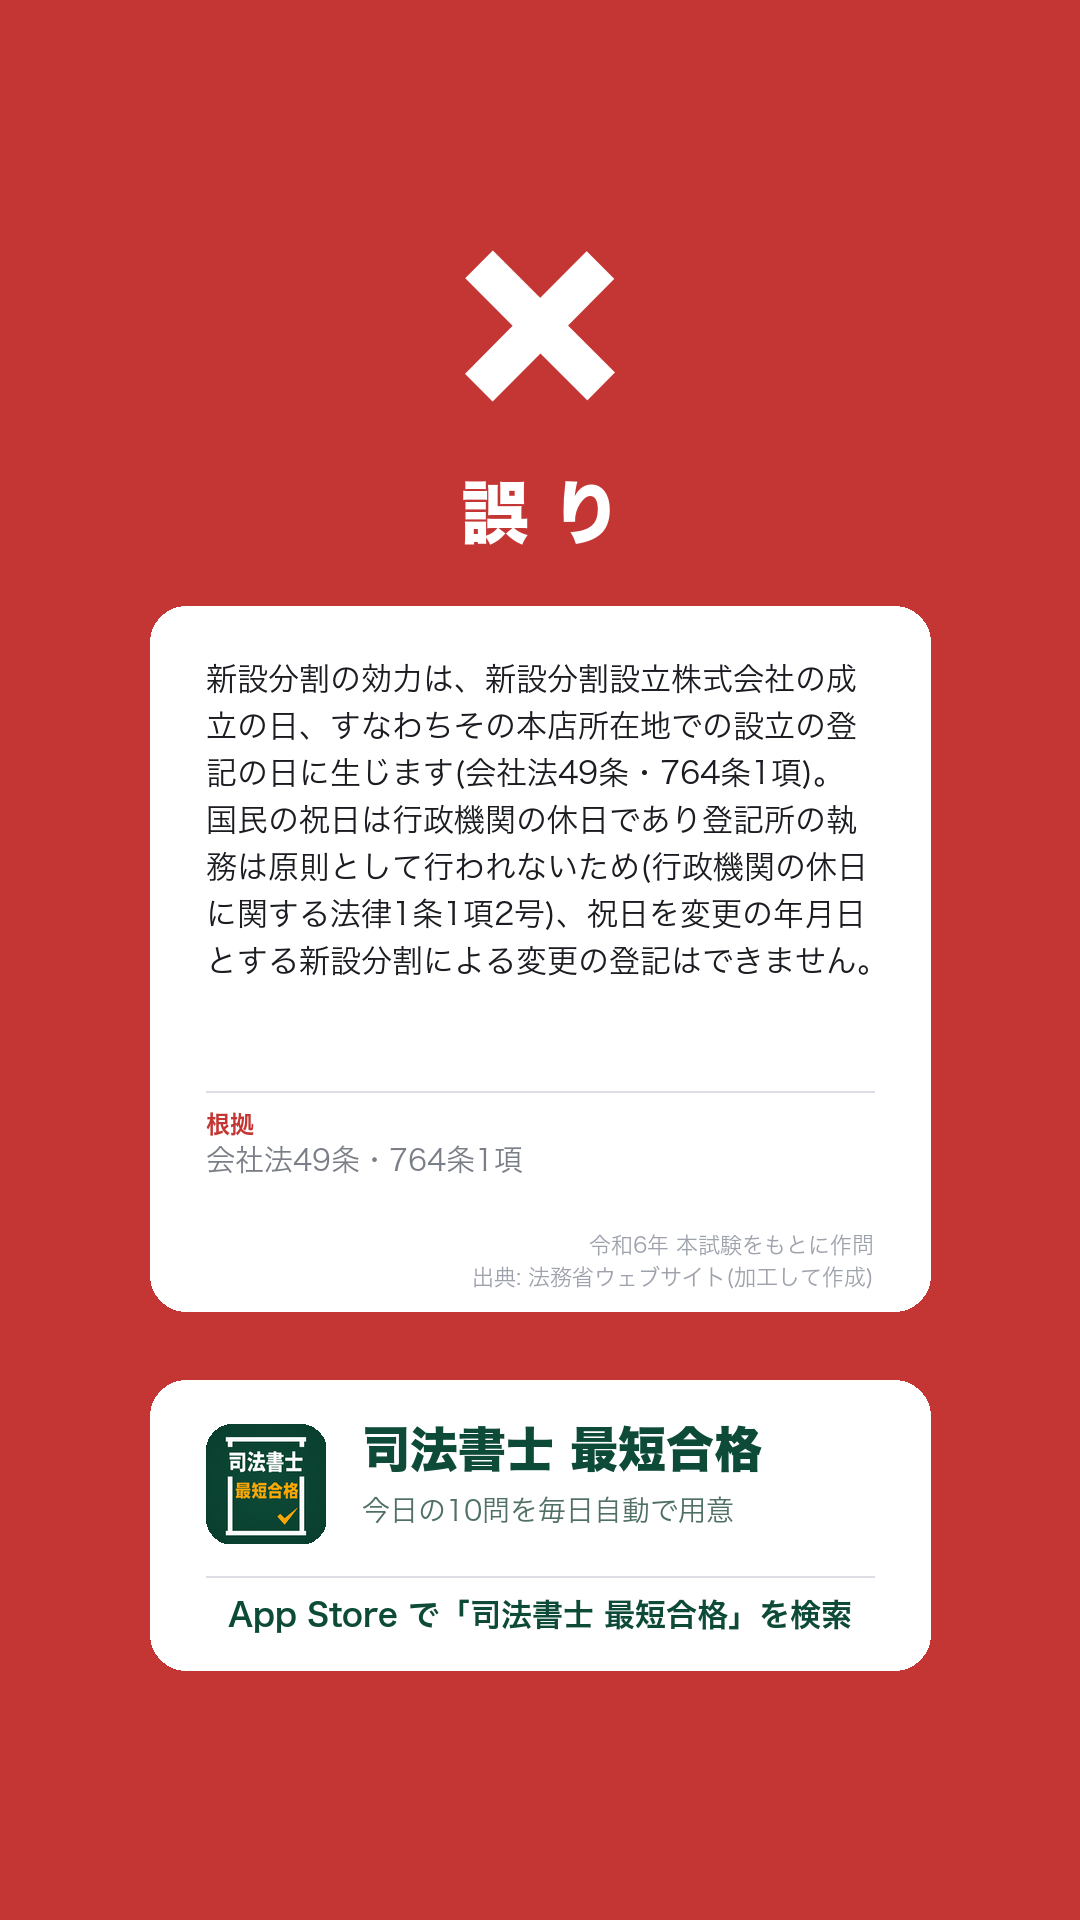 誤り
新設分割の効力は、新設分割設立株式会社の成
立の日、すなわちその本店所在地での設立の登
記の日に生じます(会社法49条・764条1項)。
国民の祝日は行政機関の休日であり登記所の執
務は原則として行われないため(行政機関の休日
に関する法律1条1項2号)、祝日を変更の年月日
とする新設分割による変更の登記はできません。
根拠
会社法49条・764条1項
令和6年 本試験をもとに作問
出典: 法務省ウェブサイト(加工して作成)
司法書士
最短合格
司法書士 最短合格
今日の10問を毎日自動で用意
App Store で「司法書士 最短合格」を検索